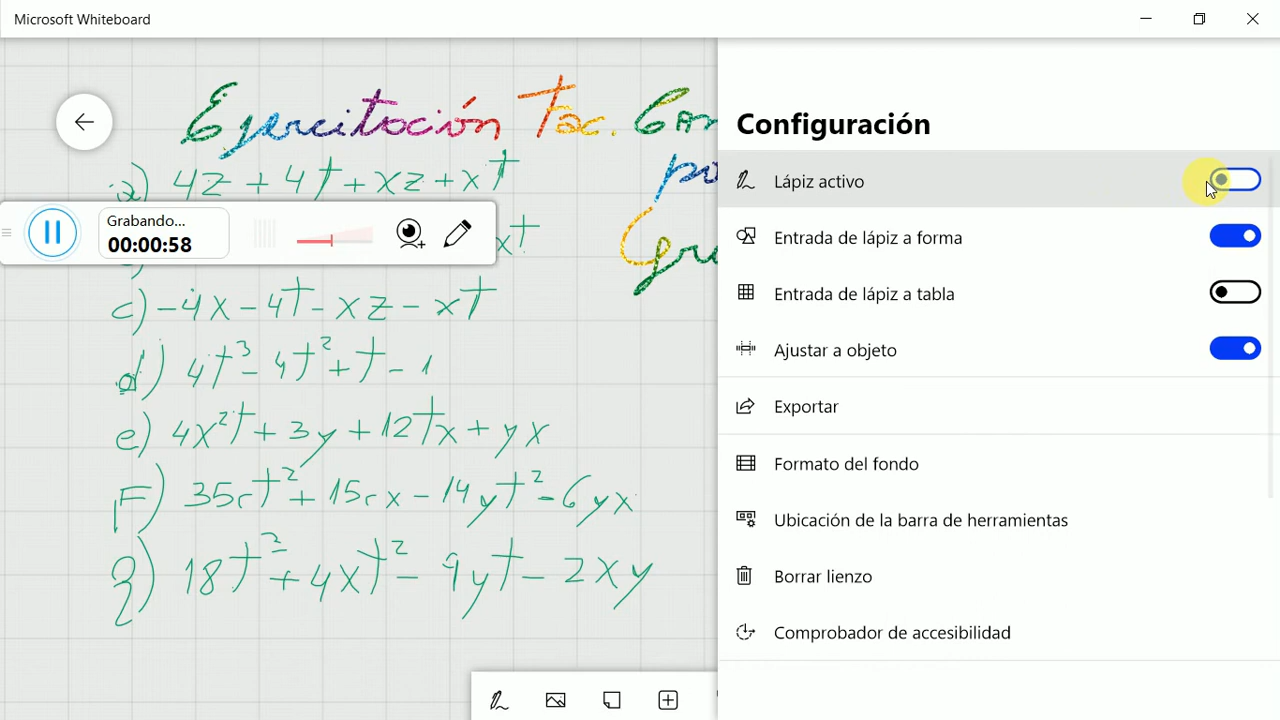 Microsoft Whiteboard
Ejercitación Fac.
a) 4z + 4t + xz + xt
Grabando...
00:00:58
xt
c) -4x - 4t - xz - xt
d) 4t³ - 4t² + t - 1
e) 4x²t + 3y + 12tx + yx
F) 35rt² + 15rx - 14yt² - 6yx
g) 18t³ + 4xt² - 9yt - 2xy
Configuración
Lápiz activo
Entrada de lápiz a forma
Entrada de lápiz a tabla
Ajustar a objeto
Exportar
Formato del fondo
Ubicación de la barra de herramientas
Borrar lienzo
Comprobador de accesibilidad